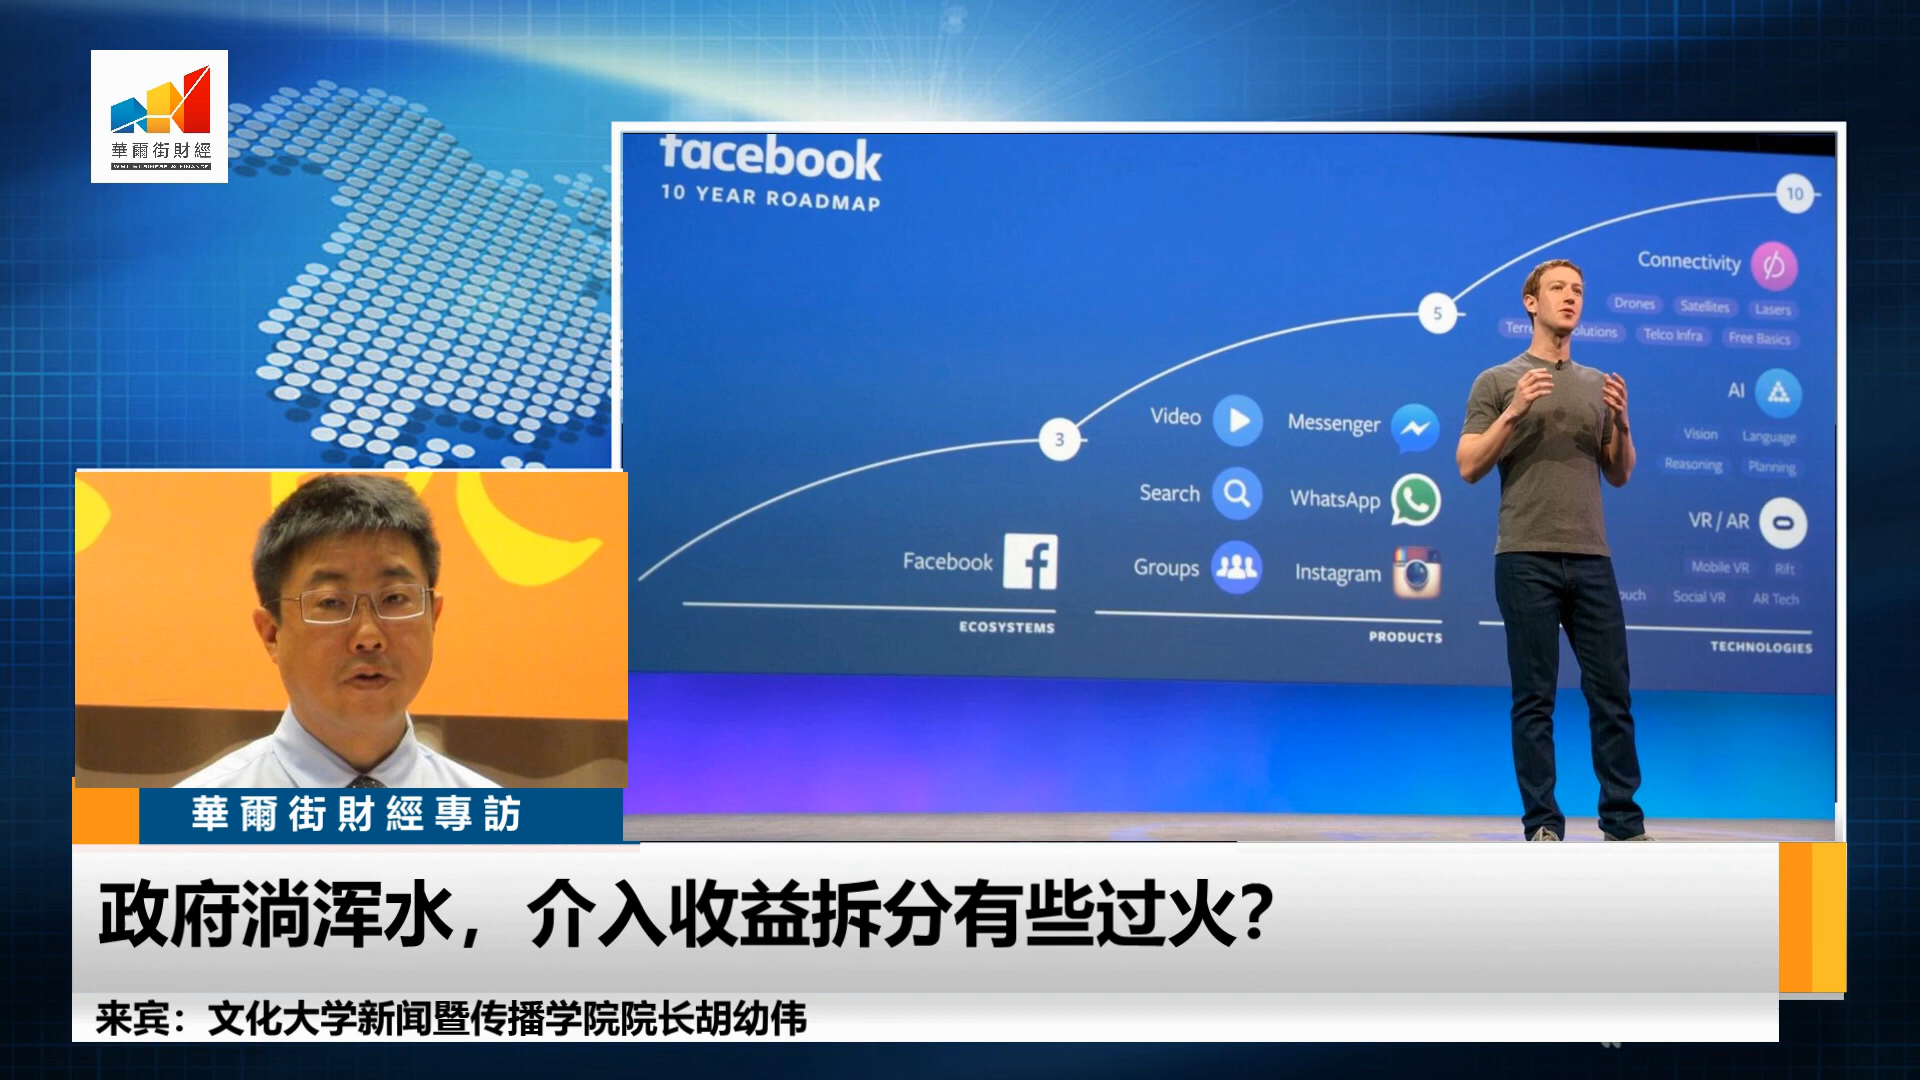 華爾街財經
facebook
10 YEAR ROADMAP
10
Connectivity
Drones Satellites Lasers
Telco Infra Free Basics
5
AI
Vision Language
Reasoning Planning
3
Video Messenger
Search WhatsApp
VR / AR
Facebook
Groups Instagram
Mobile VR Rift
Social VR AR Tech
ECOSYSTEMS
PRODUCTS
TECHNOLOGIES
華爾街財經專訪
政府淌浑水，介入收益拆分有些过火？
来宾：文化大学新闻暨传播学院院长胡幼伟